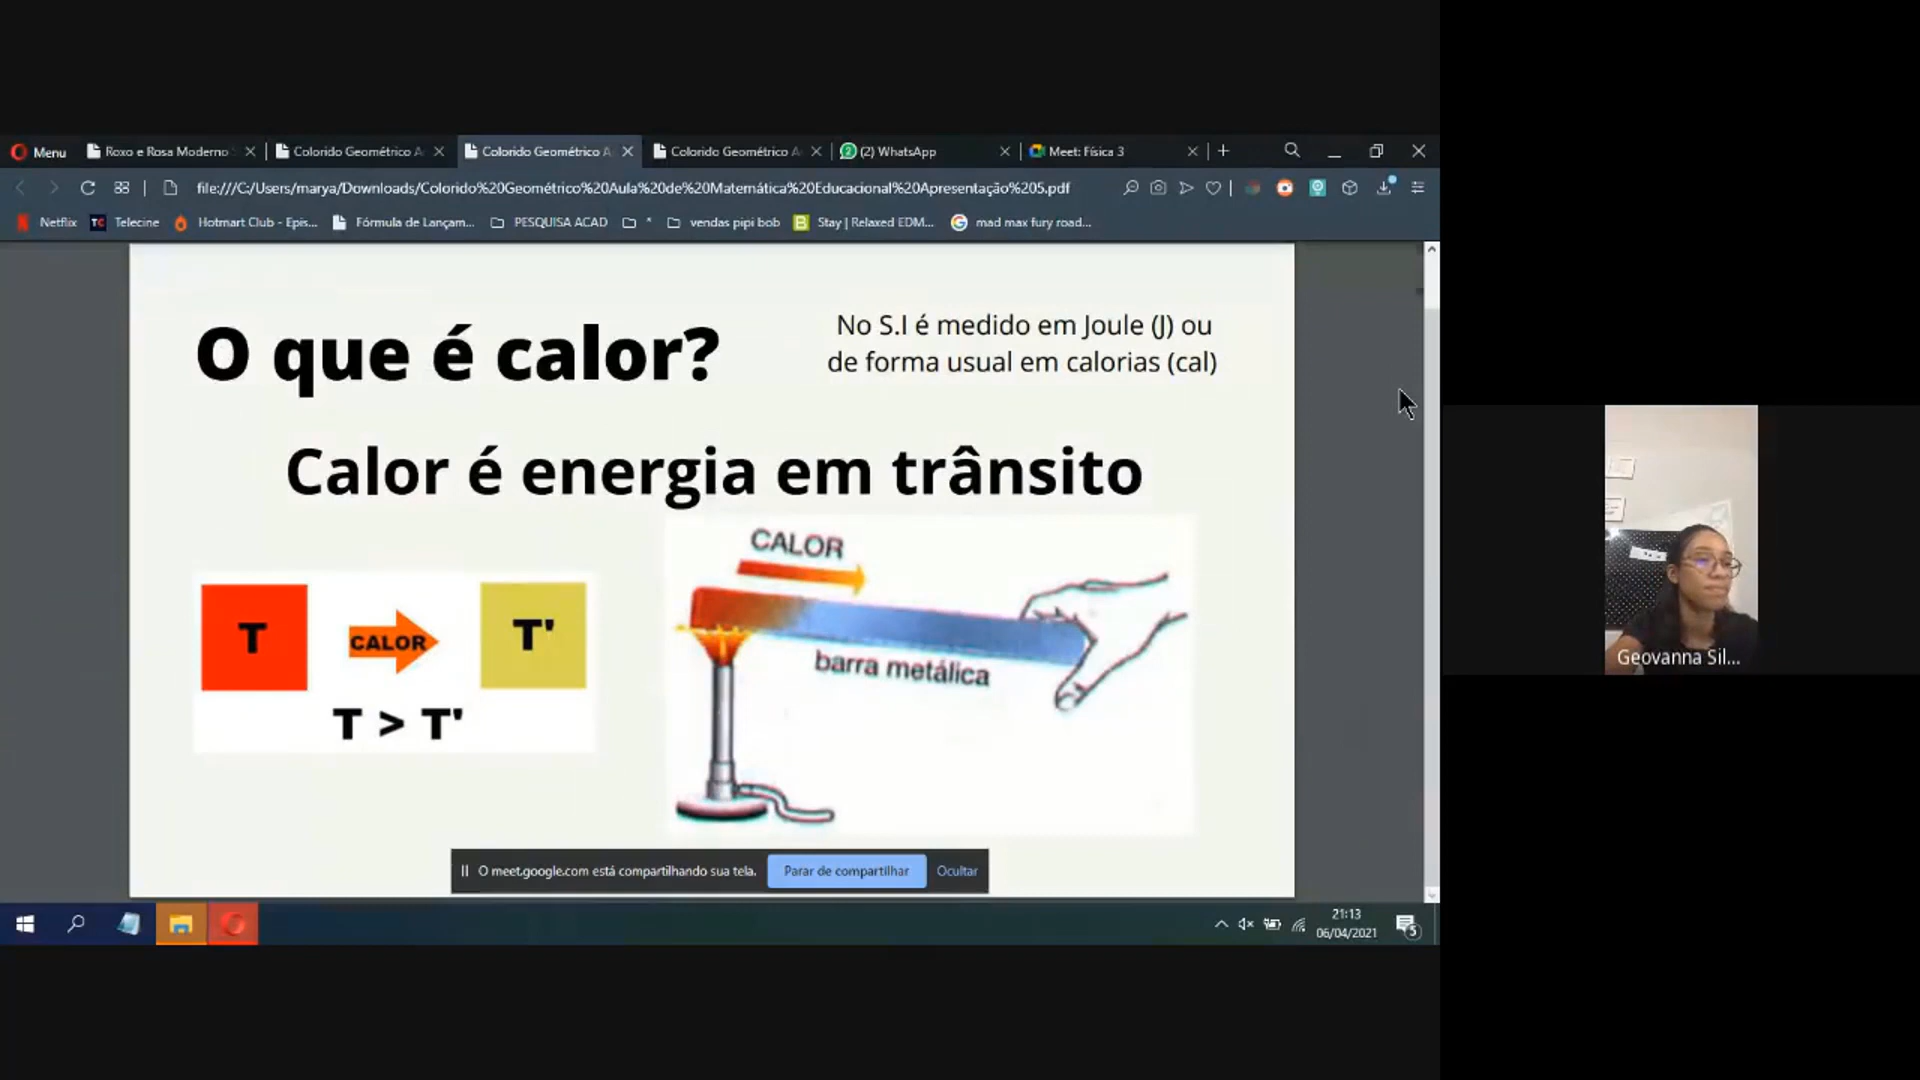 Menu
Roxo e Rosa Moderno
Colorido Geométrico A
Colorido Geométrico A
Colorido Geométrico A
(2) WhatsApp
Meet: Física 3
file:///C:/Users/marya/Downloads/Colorido%20Geométrico%20Aula%20de%20Matemática%20Educacional%20Apresentação%205.pdf
Netflix
TC Telecine
Hotmart Club - Epis...
Fórmula de Lançam...
PESQUISA ACAD
*
vendas pipi bob
Stay | Relaxed EDM...
mad max fury road...
O que é calor?
No S.I é medido em Joule (J) ou
de forma usual em calorias (cal)
Calor é energia em trânsito
T
CALOR
T'
T > T'
CALOR
barra metálica
O meet.google.com está compartilhando sua tela.
Parar de compartilhar
Ocultar
21:13
06/04/2021
5
Geovanna Sil...